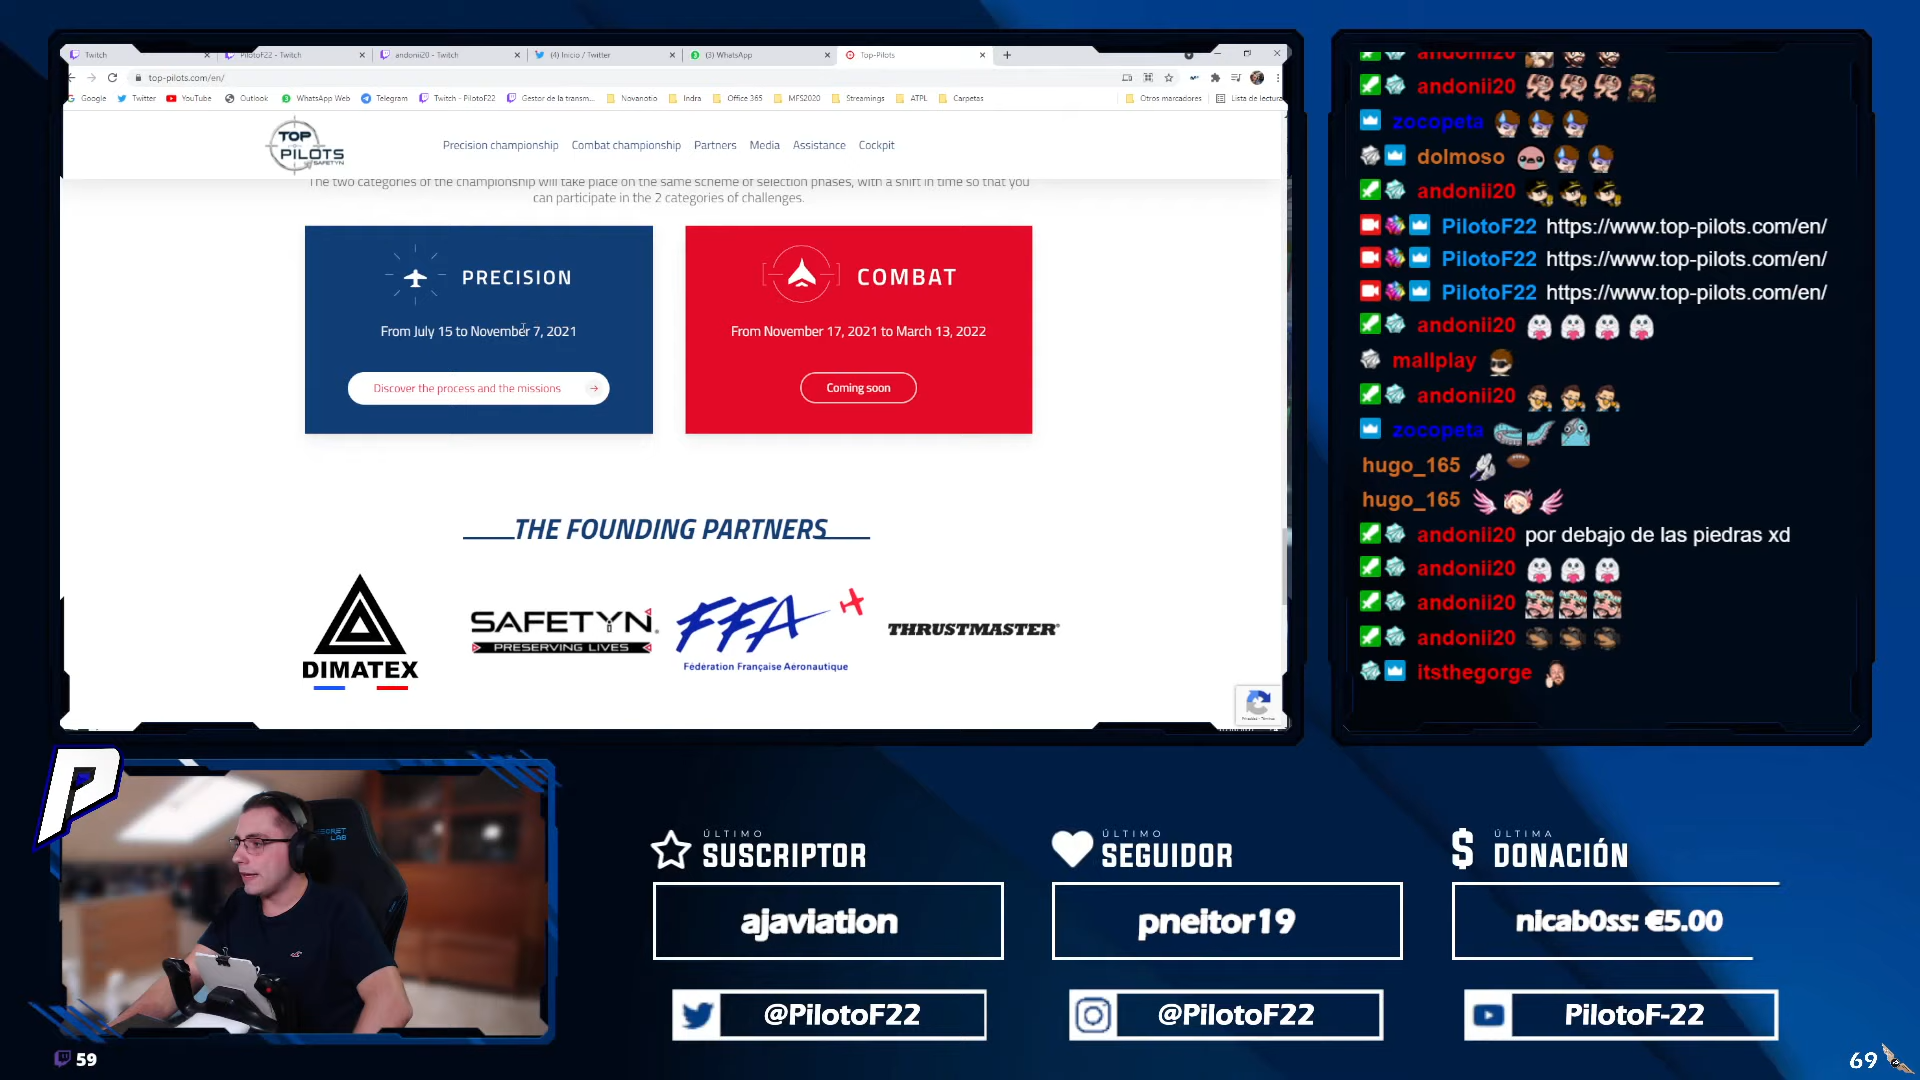 Twitch
PilotoF22 - Twitch
andonii20 - Twitch
(4) Inicio / Twitter
(3) WhatsApp
Top-Pilots
top-pilots.com/en/
Google
Twitter
YouTube
Outlook
WhatsApp Web
Telegram
Twitch - PilotoF22
Gestor de la transm...
Novanotio
Indra
Office 365
MFS2020
Streamings
ATPL
Carpetas
Otros marcadores
Lista de lectura
TOP
PILOTS
SAFETYN
Precision championship
Combat championship
Partners
Media
Assistance
Cockpit
The two categories of the championship will take place on the same scheme of selection phases, with a shift in time so that you
can participate in the 2 categories of challenges.
PRECISION
From July 15 to November 7, 2021
Discover the process and the missions
COMBAT
From November 17, 2021 to March 13, 2022
Coming soon
THE FOUNDING PARTNERS
DIMATEX
SAFETYN
PRESERVING LIVES
FFA
Fédération Française Aéronautique
THRUSTMASTER
andonii20
andonii20
zocopeta
dolmoso
andonii20
PilotoF22 https://www.top-pilots.com/en/
PilotoF22 https://www.top-pilots.com/en/
PilotoF22 https://www.top-pilots.com/en/
andonii20
mallplay
andonii20
zocopeta
hugo_165
hugo_165
andonii20 por debajo de las piedras xd
andonii20
andonii20
andonii20
itsthegorge
P
SECRET
LAB
ÚLTIMO
SUSCRIPTOR
ajaviation
ÚLTIMO
SEGUIDOR
pneitor19
ÚLTIMA
DONACIÓN
nicab0ss: €5.00
@PilotoF22
@PilotoF22
PilotoF-22
59
69